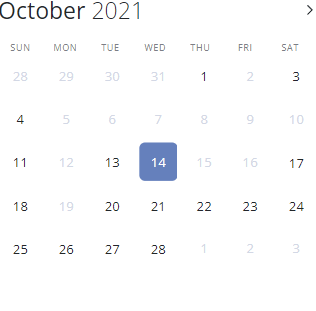 October 2021
SUN MON TUE WED THU FRI SAT
28 29 30 31 1 2 3
4 5 6 7 8 9 10
11 12 13 14 15 16 17
18 19 20 21 22 23 24
25 26 27 28 1 2 3